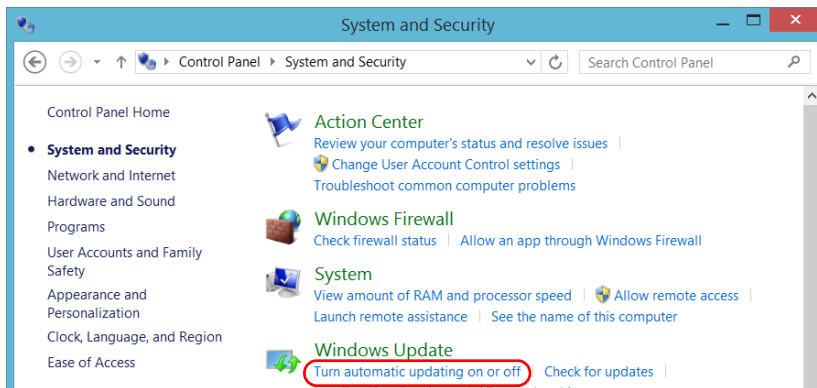 System and Security
Control Panel System and Security
Search Control Panel
Control Panel Home
System and Security
Network and Internet
Hardware and Sound
Programs
User Accounts and Family
Safety
Appearance and
Personalization
Clock, Language, and Region
Ease of Access
Action Center
Review your computer's status and resolve issues
Change User Account Control settings
Troubleshoot common computer problems
Windows Firewall
Check firewall status Allow an app through Windows Firewall
System
View amount of RAM and processor speed Allow remote access
Launch remote assistance See the name of this computer
Windows Update
Turn automatic updating on or off Check for updates